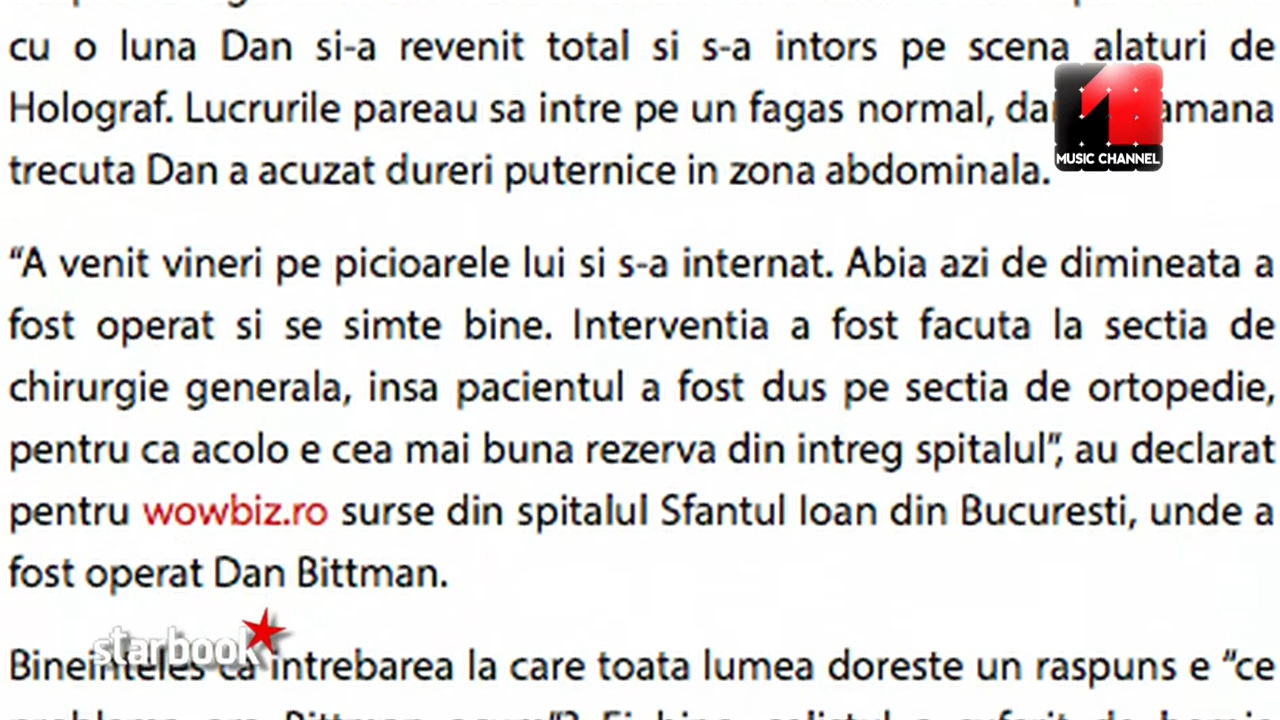 cu o luna Dan si-a revenit total si s-a intors pe scena alaturi de
Holograf. Lucrurile pareau sa intre pe un fagas normal, dar amana
MUSIC CHANNEL
trecuta Dan a acuzat dureri puternice in zona abdominala.
“A venit vineri pe picioarele lui si s-a internat. Abia azi de dimineata a
fost operat si se simte bine. Interventia a fost facuta la sectia de
chirurgie generala, insa pacientul a fost dus pe sectia de ortopedie,
pentru ca acolo e cea mai buna rezerva din intreg spitalul”, au declarat
pentru wowbiz.ro surse din spitalul Sfantul Ioan din Bucuresti, unde a
fost operat Dan Bittman.
starbook
Bineinteles ca intrebarea la care toata lumea doreste un raspuns e “ce